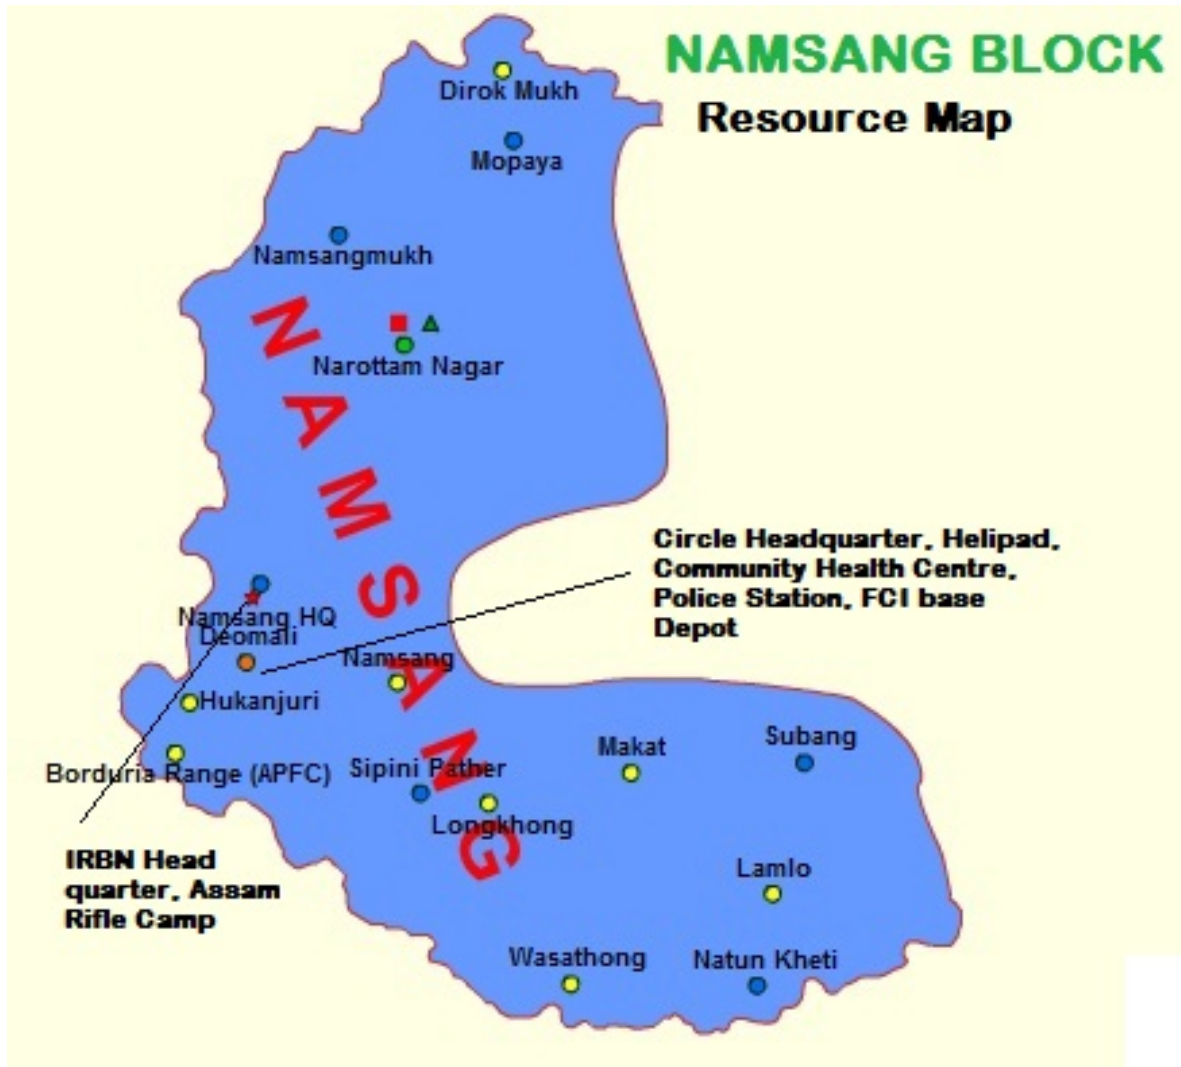 NAMSANG BLOCK
Resource Map
Dirok Mukh
Mopaya
Namsangmukh
Narottam Nagar
NAMSANG
Circle Headquarter, Helipad,
Community Health Centre,
Police Station, FCI base
Depot
Namsang HQ
Deomali
Namsang
Hukanjuri
Borduria Range (APFC)
Sipini Pather
Makat
Subang
Longkhong
IRBN Head
quarter, Assam
Rifle Camp
Lamlo
Wasathong
Natun Kheti